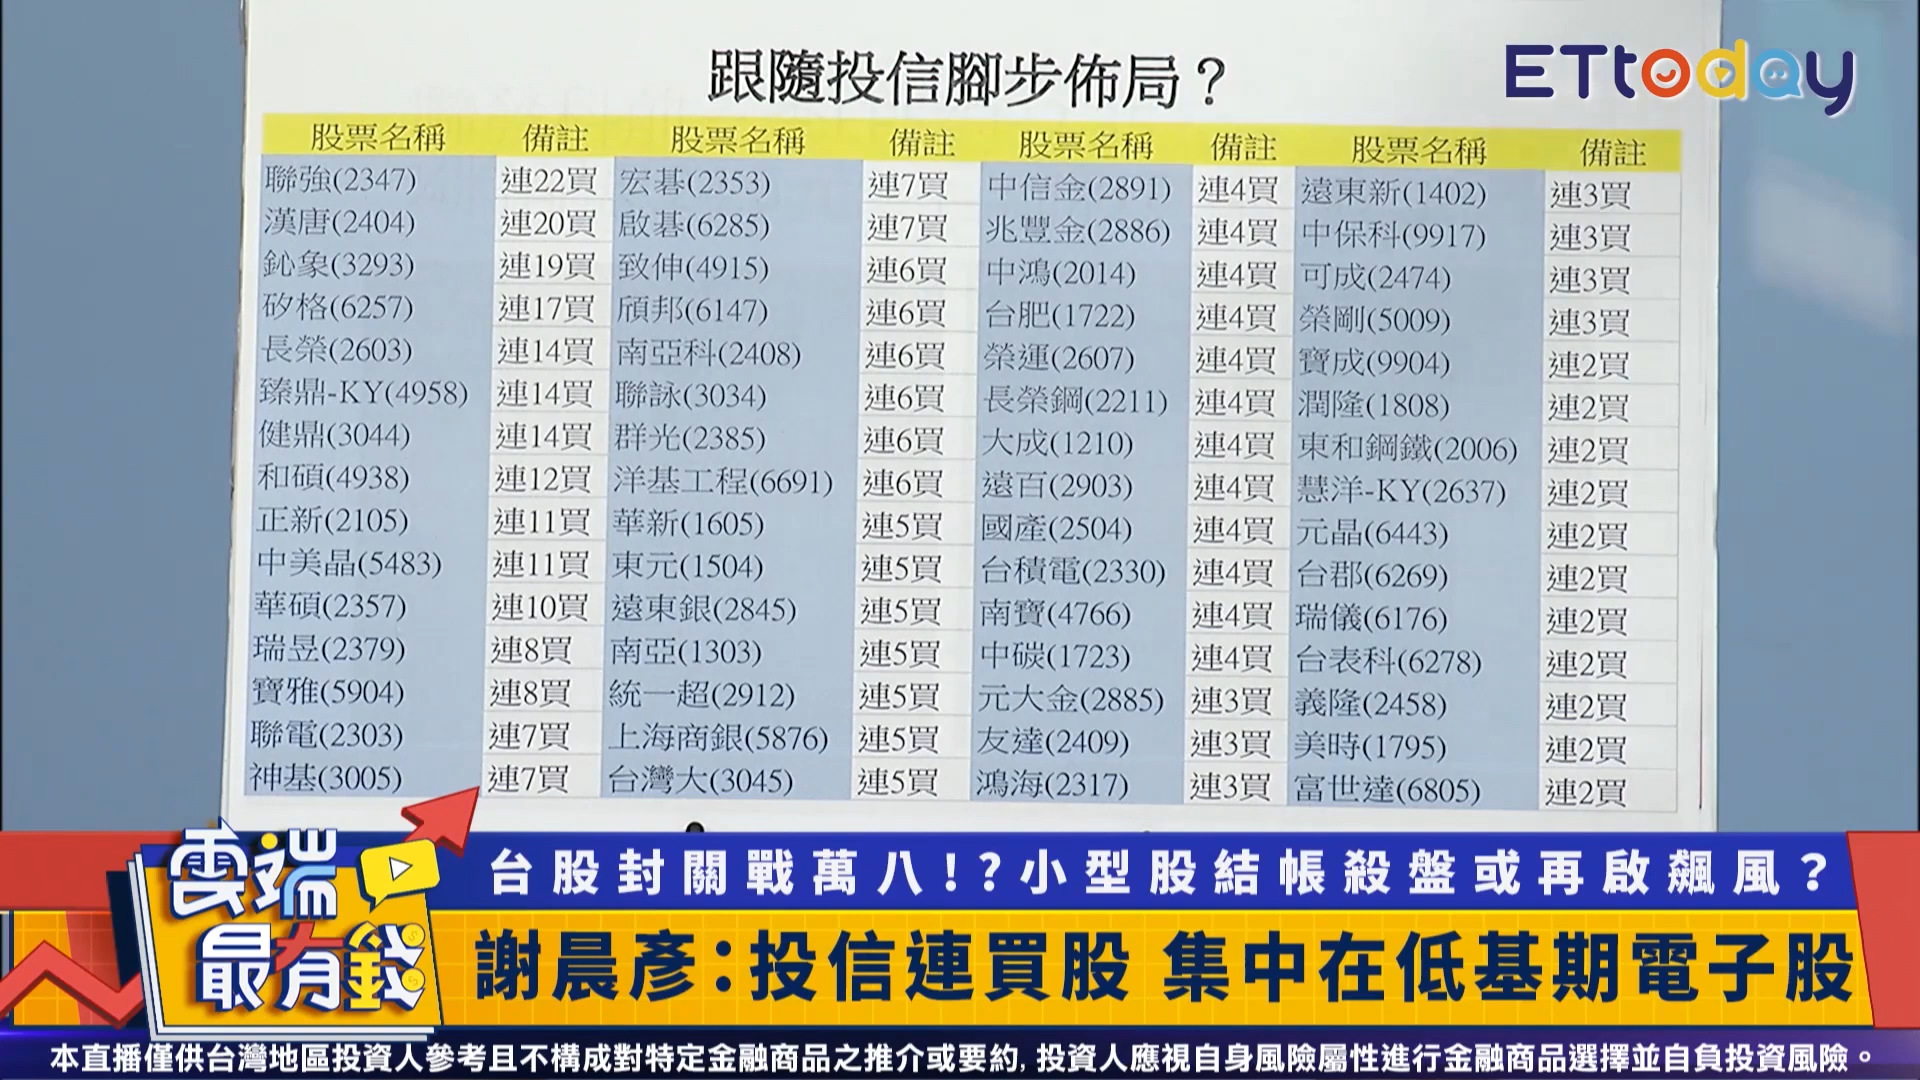 跟隨投信腳步佈局？
ETtoday
股票名稱 備註 股票名稱 備註 股票名稱 備註 股票名稱 備註
聯強(2347) 連22買 宏碁(2353) 連7買 中信金(2891) 連4買 遠東新(1402) 連3買
漢唐(2404) 連20買 啟碁(6285) 連7買 兆豐金(2886) 連4買 中保科(9917) 連3買
鈊象(3293) 連19買 致伸(4915) 連6買 中鴻(2014) 連4買 可成(2474) 連3買
矽格(6257) 連17買 頎邦(6147) 連6買 台肥(1722) 連4買 榮剛(5009) 連3買
長榮(2603) 連14買 南亞科(2408) 連6買 榮運(2607) 連4買 寶成(9904) 連2買
臻鼎-KY(4958) 連14買 聯詠(3034) 連6買 長榮鋼(2211) 連4買 潤隆(1808) 連2買
健鼎(3044) 連14買 群光(2385) 連6買 大成(1210) 連4買 東和鋼鐵(2006) 連2買
和碩(4938) 連12買 洋基工程(6691) 連6買 遠百(2903) 連4買 慧洋-KY(2637) 連2買
正新(2105) 連11買 華新(1605) 連5買 國產(2504) 連4買 元晶(6443) 連2買
中美晶(5483) 連11買 東元(1504) 連5買 台積電(2330) 連4買 台郡(6269) 連2買
華碩(2357) 連10買 遠東銀(2845) 連5買 南寶(4766) 連4買 瑞儀(6176) 連2買
瑞昱(2379) 連8買 南亞(1303) 連5買 中碳(1723) 連4買 台表科(6278) 連2買
寶雅(5904) 連8買 統一超(2912) 連5買 元大金(2885) 連3買 義隆(2458) 連2買
聯電(2303) 連7買 上海商銀(5876) 連5買 友達(2409) 連3買 美時(1795) 連2買
神基(3005) 連7買 台灣大(3045) 連5買 鴻海(2317) 連3買 富世達(6805) 連2買
雲端
最有錢
台股封關戰萬八！？小型股結帳殺盤或再啟飆風？
謝晨彥：投信連買股 集中在低基期電子股
本直播僅供台灣地區投資人參考且不構成對特定金融商品之推介或要約，投資人應視自身風險屬性進行金融商品選擇並自負投資風險。